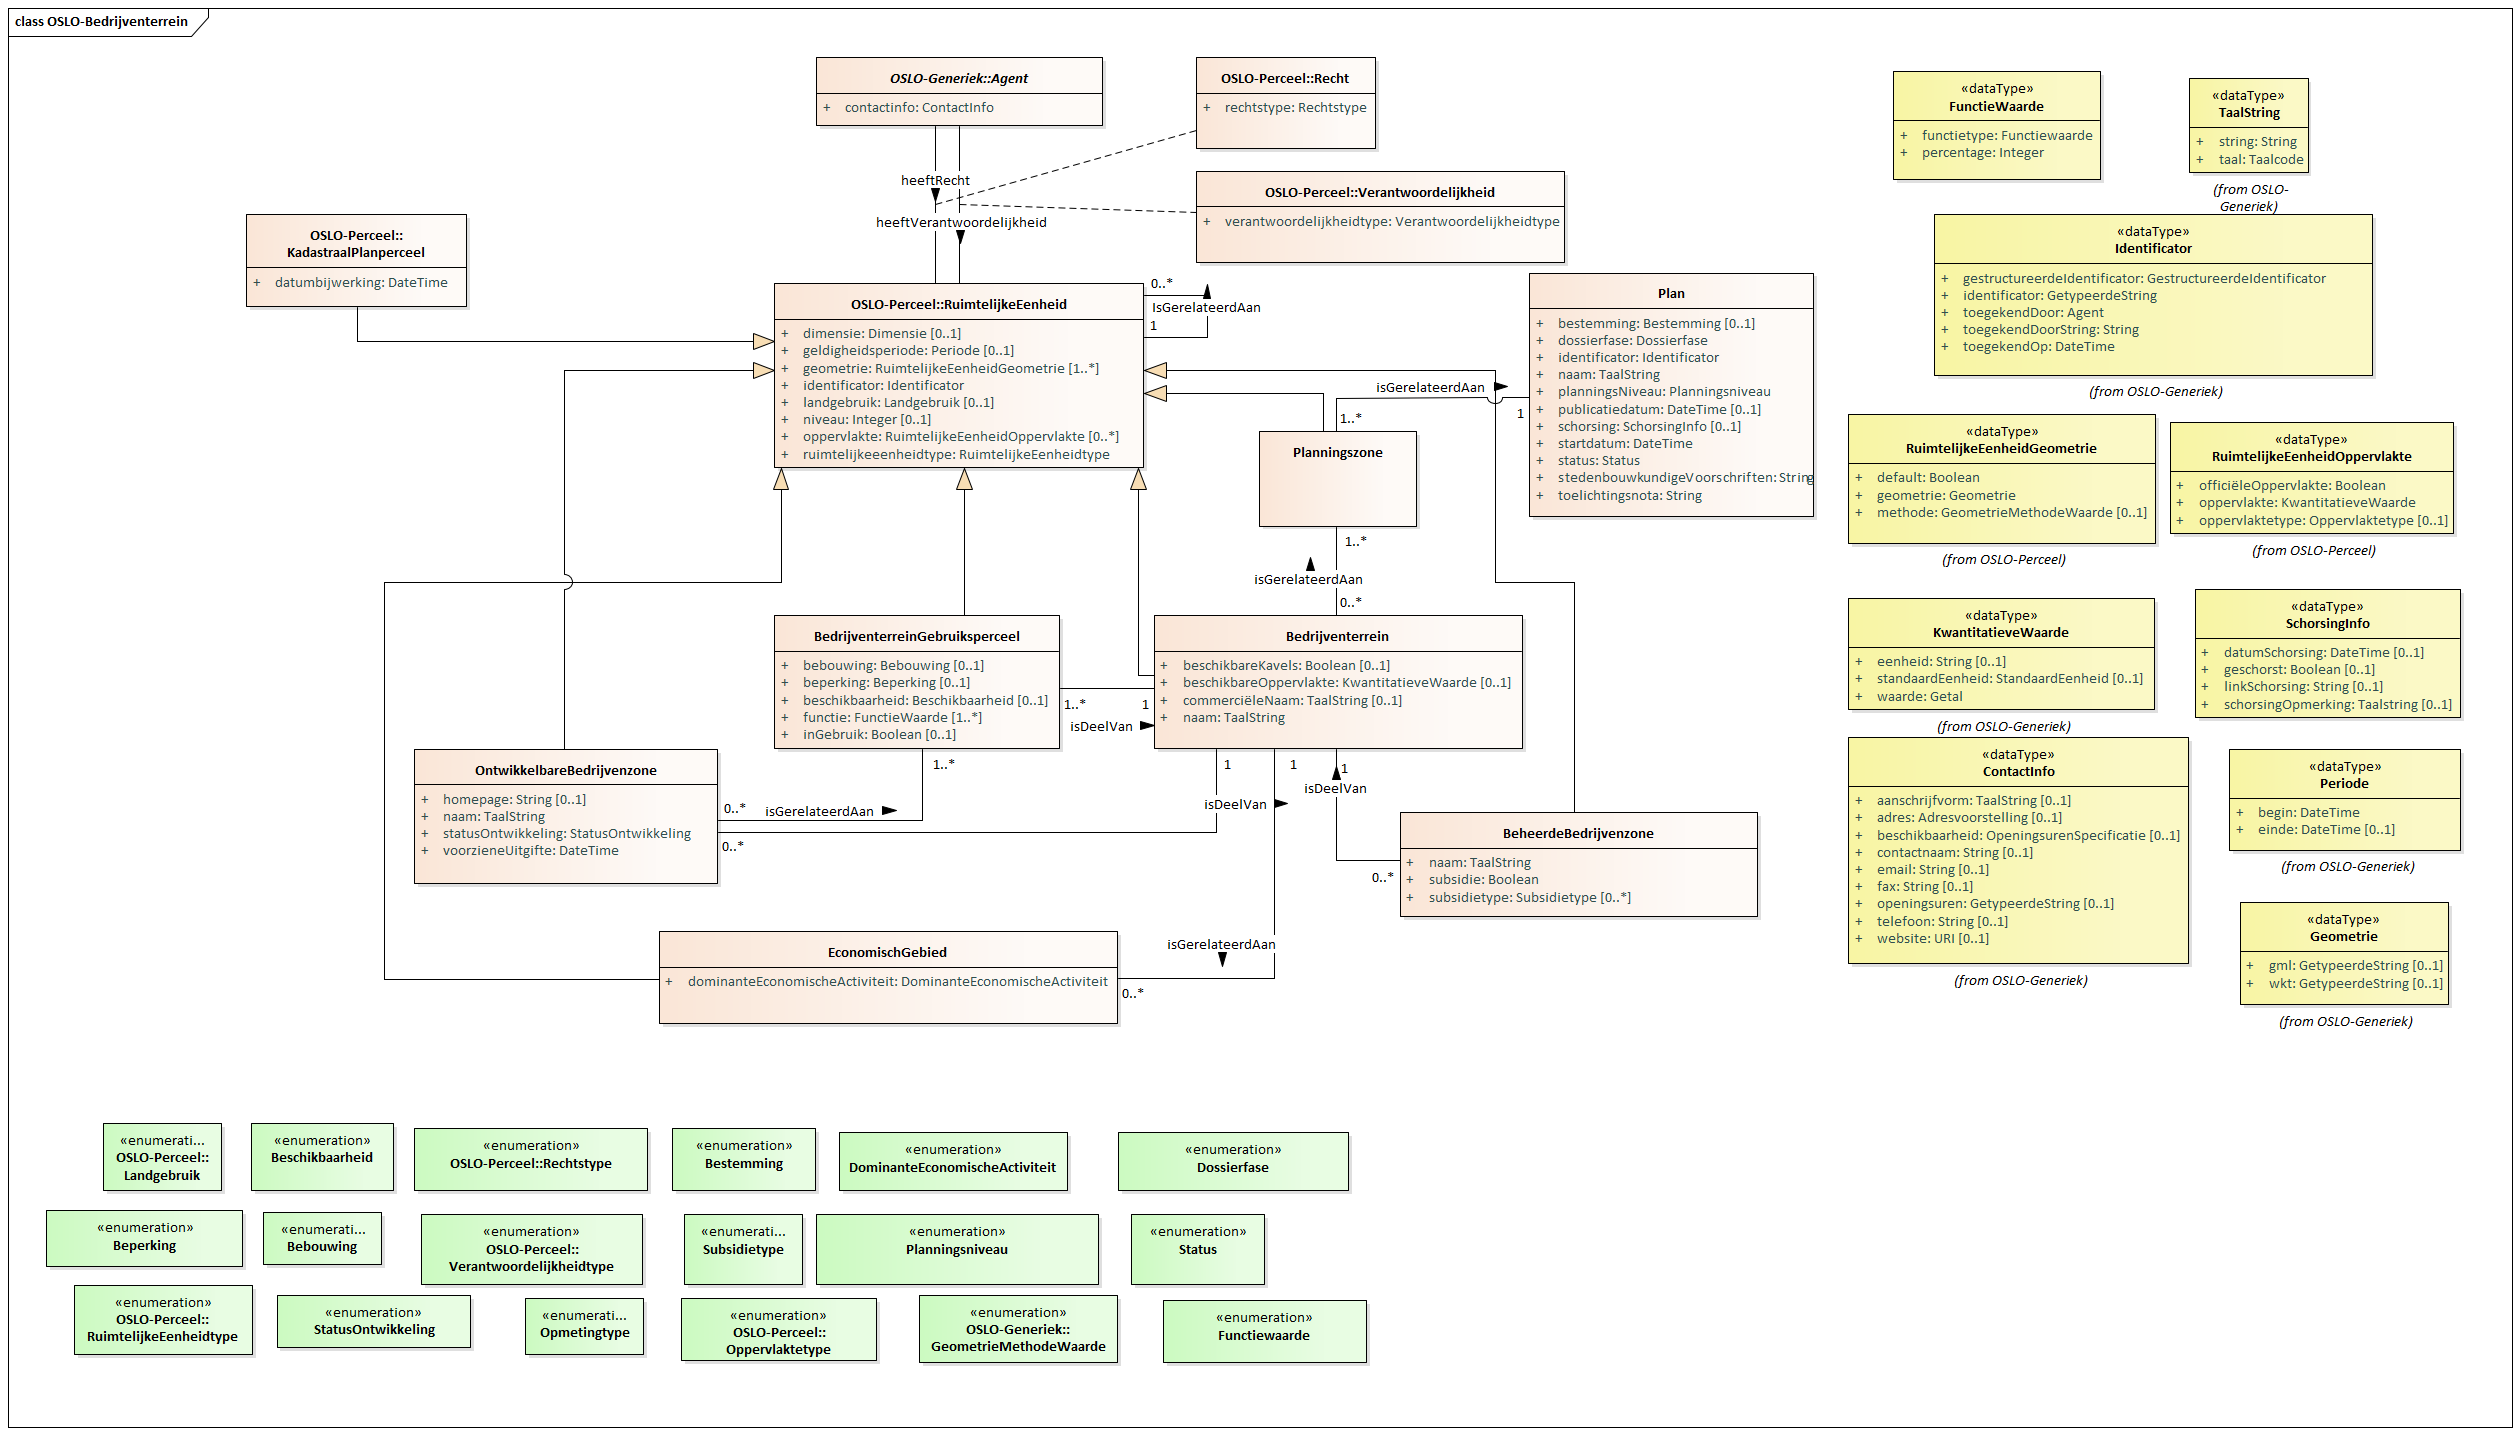 class OSLO-Bedrijventerrein
OSLO-Generiek::Agent
+ contactinfo: ContactInfo
OSLO-Perceel::Recht
+ rechtstype: Rechtstype
heeftRecht
heeftVerantwoordelijkheid
OSLO-Perceel::Verantwoordelijkheid
+ verantwoordelijkheidtype: Verantwoordelijkheidtype
OSLO-Perceel::
KadastraalPlanperceel
+ datumbijwerking: DateTime
OSLO-Perceel::RuimtelijkeEenheid
+ dimensie: Dimensie [0..1]
+ geldigheidsperiode: Periode [0..1]
+ geometrie: RuimtelijkeEenheidGeometrie [1..*]
+ identificator: Identificator
+ landgebruik: Landgebruik [0..1]
+ niveau: Integer [0..1]
+ oppervlakte: RuimtelijkeEenheidOppervlakte [0..*]
+ ruimtelijkeeenheidtype: RuimtelijkeEenheidtype
0..*
IsGerelateerdAan
1
Plan
+ bestemming: Bestemming [0..1]
+ dossierfase: Dossierfase
+ identificator: Identificator
+ naam: TaalString
+ planningsNiveau: Planningsniveau
+ publicatiedatum: DateTime [0..1]
+ schorsing: SchorsingInfo [0..1]
+ startdatum: DateTime
+ status: Status
+ stedenbouwkundigeVoorschriften: String
+ toelichtingsnota: String
isGerelateerdAan
1..*
1
Planningszone
1..*
isGerelateerdAan
0..*
BedrijventerreinGebruiksperceel
+ bebouwing: Bebouwing [0..1]
+ beperking: Beperking [0..1]
+ beschikbaarheid: Beschikbaarheid [0..1]
+ functie: FunctieWaarde [1..*]
+ inGebruik: Boolean [0..1]
1..*
1
isDeelVan
Bedrijventerrein
+ beschikbareKavels: Boolean [0..1]
+ beschikbareOppervlakte: KwantitatieveWaarde [0..1]
+ commerciëleNaam: TaalString [0..1]
+ naam: TaalString
OntwikkelbareBedrijvenzone
+ homepage: String [0..1]
+ naam: TaalString
+ statusOntwikkeling: StatusOntwikkeling
+ voorzieneUitgifte: DateTime
1..*
0..*
isGerelateerdAan
0..*
1
isDeelVan
1
1
isDeelVan
0..*
BeheerdeBedrijvenzone
+ naam: TaalString
+ subsidie: Boolean
+ subsidietype: Subsidietype [0..*]
EconomischGebied
+ dominanteEconomischeActiviteit: DominanteEconomischeActiviteit
isGerelateerdAan
0..*
«dataType»
FunctieWaarde
+ functietype: Functiewaarde
+ percentage: Integer
«dataType»
TaalString
+ string: String
+ taal: Taalcode
(from OSLO-
Generiek)
«dataType»
Identificator
+ gestructureerdeIdentificator: GestructureerdeIdentificator
+ identificator: GetypeerdeString
+ toegekendDoor: Agent
+ toegekendDoorString: String
+ toegekendOp: DateTime
(from OSLO-Generiek)
«dataType»
RuimtelijkeEenheidGeometrie
+ default: Boolean
+ geometrie: Geometrie
+ methode: GeometrieMethodeWaarde [0..1]
(from OSLO-Perceel)
«dataType»
RuimtelijkeEenheidOppervlakte
+ officiëleOppervlakte: Boolean
+ oppervlakte: KwantitatieveWaarde
+ oppervlaktetype: Oppervlaktetype [0..1]
(from OSLO-Perceel)
«dataType»
KwantitatieveWaarde
+ eenheid: String [0..1]
+ standaardEenheid: StandaardEenheid [0..1]
+ waarde: Getal
(from OSLO-Generiek)
«dataType»
SchorsingInfo
+ datumSchorsing: DateTime [0..1]
+ geschorst: Boolean [0..1]
+ linkSchorsing: String [0..1]
+ schorsingOpmerking: Taalstring [0..1]
«dataType»
ContactInfo
+ aanschrijfvorm: TaalString [0..1]
+ adres: Adresvoorstelling [0..1]
+ beschikbaarheid: OpeningsurenSpecificatie [0..1]
+ contactnaam: String [0..1]
+ email: String [0..1]
+ fax: String [0..1]
+ openingsuren: GetypeerdeString [0..1]
+ telefoon: String [0..1]
+ website: URI [0..1]
(from OSLO-Generiek)
«dataType»
Periode
+ begin: DateTime
+ einde: DateTime [0..1]
(from OSLO-Generiek)
«dataType»
Geometrie
+ gml: GetypeerdeString [0..1]
+ wkt: GetypeerdeString [0..1]
(from OSLO-Generiek)
«enumerati...
OSLO-Perceel::
Landgebruik
«enumeration»
Beschikbaarheid
«enumeration»
OSLO-Perceel::Rechtstype
«enumeration»
Bestemming
«enumeration»
DominanteEconomischeActiviteit
«enumeration»
Dossierfase
«enumeration»
Beperking
«enumerati...
Bebouwing
«enumeration»
OSLO-Perceel::
Verantwoordelijkheidtype
«enumerati...
Subsidietype
«enumeration»
Planningsniveau
«enumeration»
Status
«enumeration»
OSLO-Perceel::
RuimtelijkeEenheidtype
«enumeration»
StatusOntwikkeling
«enumerati...
Opmetingtype
«enumeration»
OSLO-Perceel::
Oppervlaktetype
«enumeration»
OSLO-Generiek::
GeometrieMethodeWaarde
«enumeration»
Functiewaarde